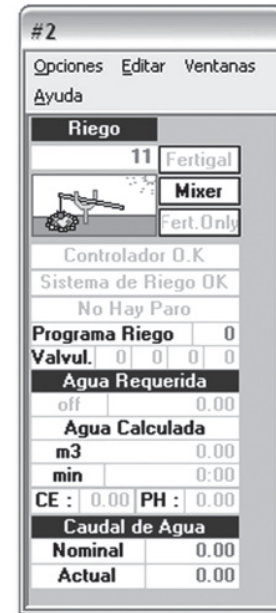 #2
Opciones Editar Ventanas
Ayuda
Riego
11 Fertigal
Mixer
Fert.Only
Controlador O.K
Sistema de Riego OK
No Hay Paro
Programa Riego 0
Valvul. 0 0 0 0
Agua Requerida
off 0.00
Agua Calculada
m3 0.00
min 0:00
CE : 0.00 PH : 0.00
Caudal de Agua
Nominal 0.00
Actual 0.00